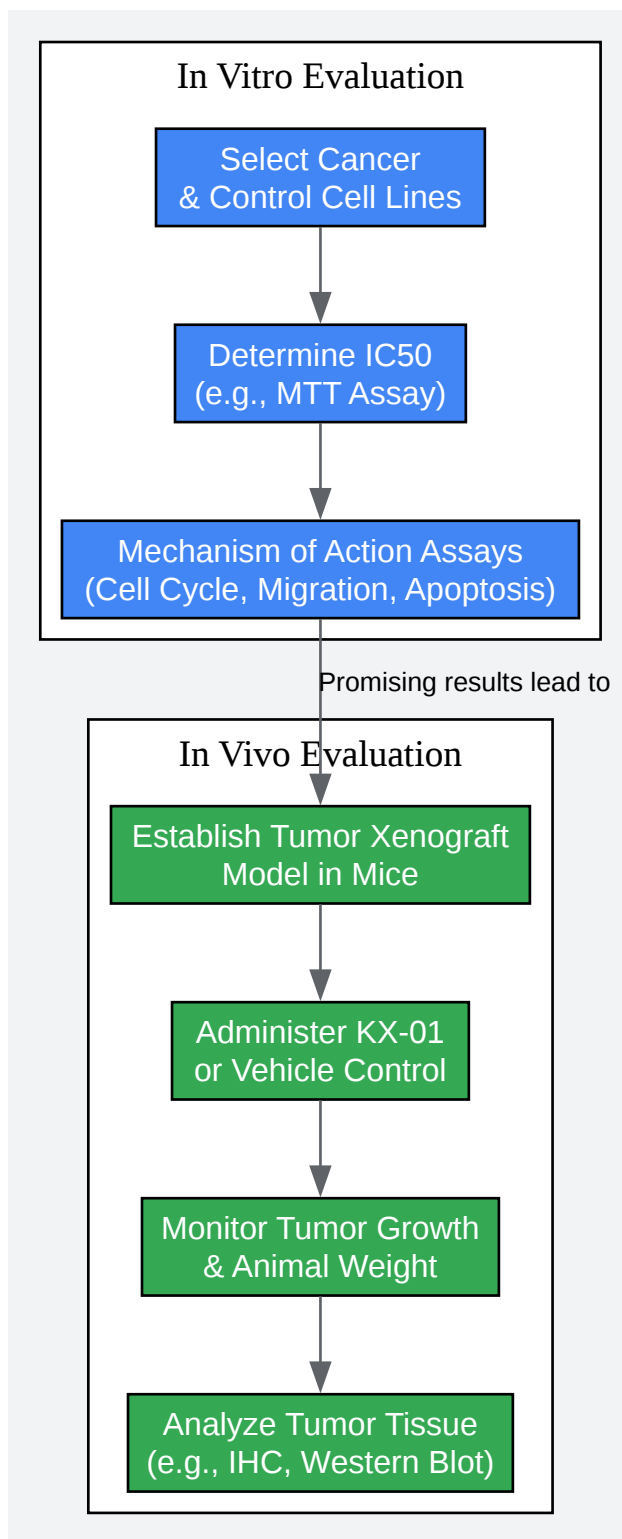 In Vitro Evaluation
Select Cancer
& Control Cell Lines
Determine IC50
(e.g., MTT Assay)
Mechanism of Action Assays
(Cell Cycle, Migration, Apoptosis)
Promising results lead to
In Vivo Evaluation
Establish Tumor Xenograft
Model in Mice
Administer KX-01
or Vehicle Control
Monitor Tumor Growth
& Animal Weight
Analyze Tumor Tissue
(e.g., IHC, Western Blot)